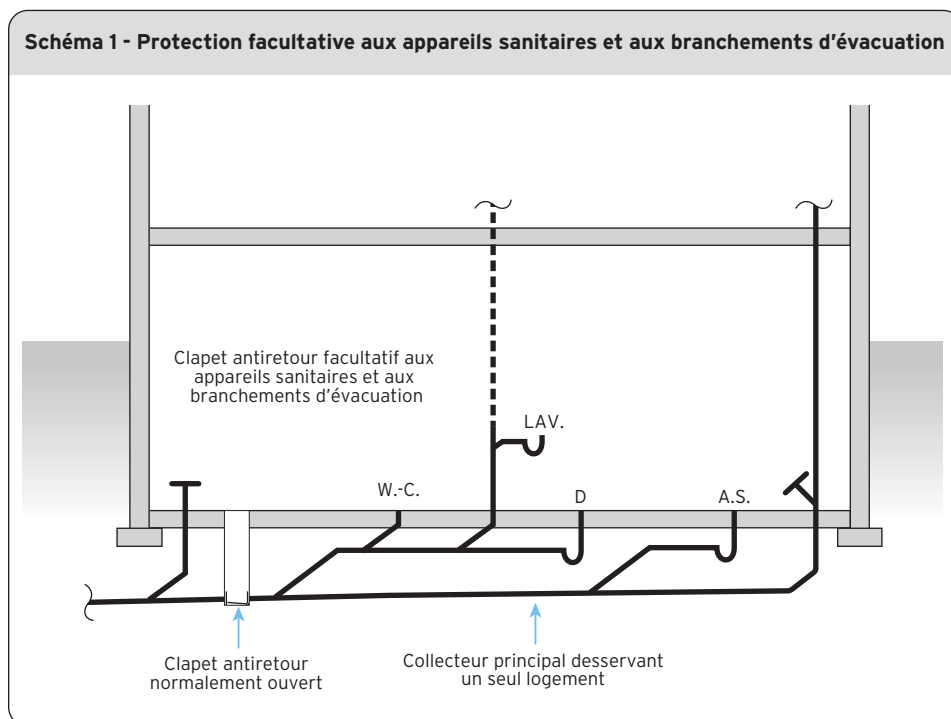 Schéma 1 - Protection facultative aux appareils sanitaires et aux branchements d'évacuation
Clapet antiretour facultatif aux
appareils sanitaires et aux
branchements d'évacuation
LAV.
W.-C.
D
A.S.
Clapet antiretour
normalement ouvert
Collecteur principal desservant
un seul logement